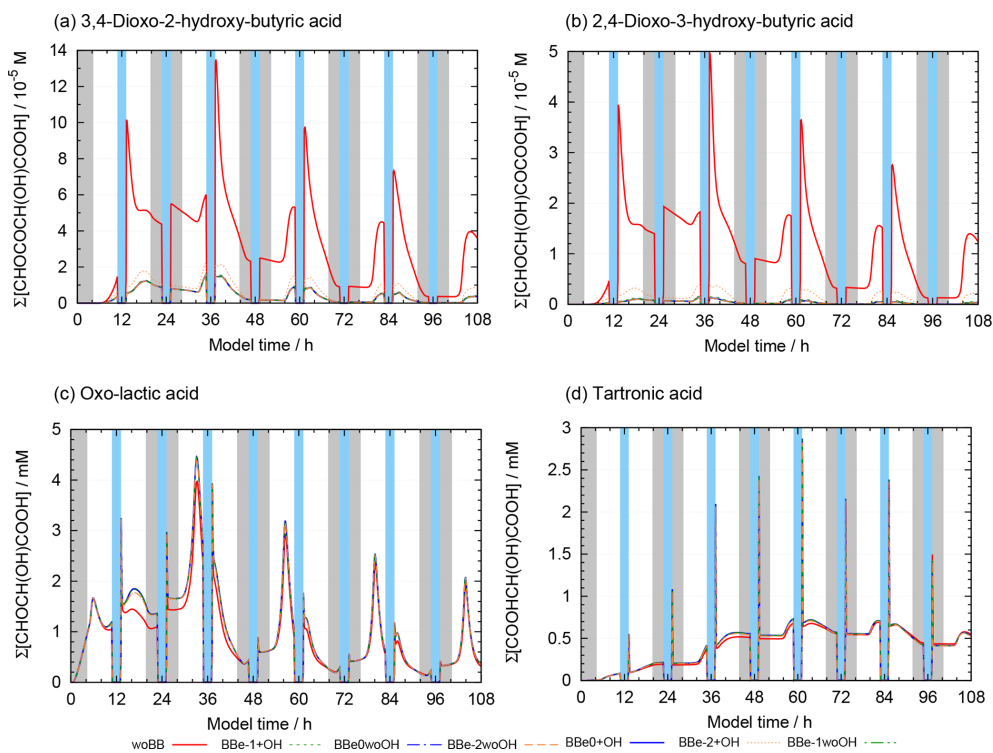 (a) 3,4-Dioxo-2-hydroxy-butyric acid
Σ[CHOCOCH(OH)COOH] / 10⁻⁵ M
14
12
10
8
6
4
2
0
0 12 24 36 48 60 72 84 96 108
Model time / h
(b) 2,4-Dioxo-3-hydroxy-butyric acid
Σ[CHOCH(OH)COCOOH] / 10⁻⁵ M
5
4
3
2
1
0
0 12 24 36 48 60 72 84 96 108
Model time / h
(c) Oxo-lactic acid
Σ[CHOCH(OH)COOH] / mM
5
4
3
2
1
0
0 12 24 36 48 60 72 84 96 108
Model time / h
(d) Tartronic acid
Σ[COOHCH(OH)COOH] / mM
3
2.5
2
1.5
1
0.5
0
0 12 24 36 48 60 72 84 96 108
Model time / h
woBB BBe-1+OH BBe0woOH BBe-2woOH BBe0+OH BBe-2+OH BBe-1woOH